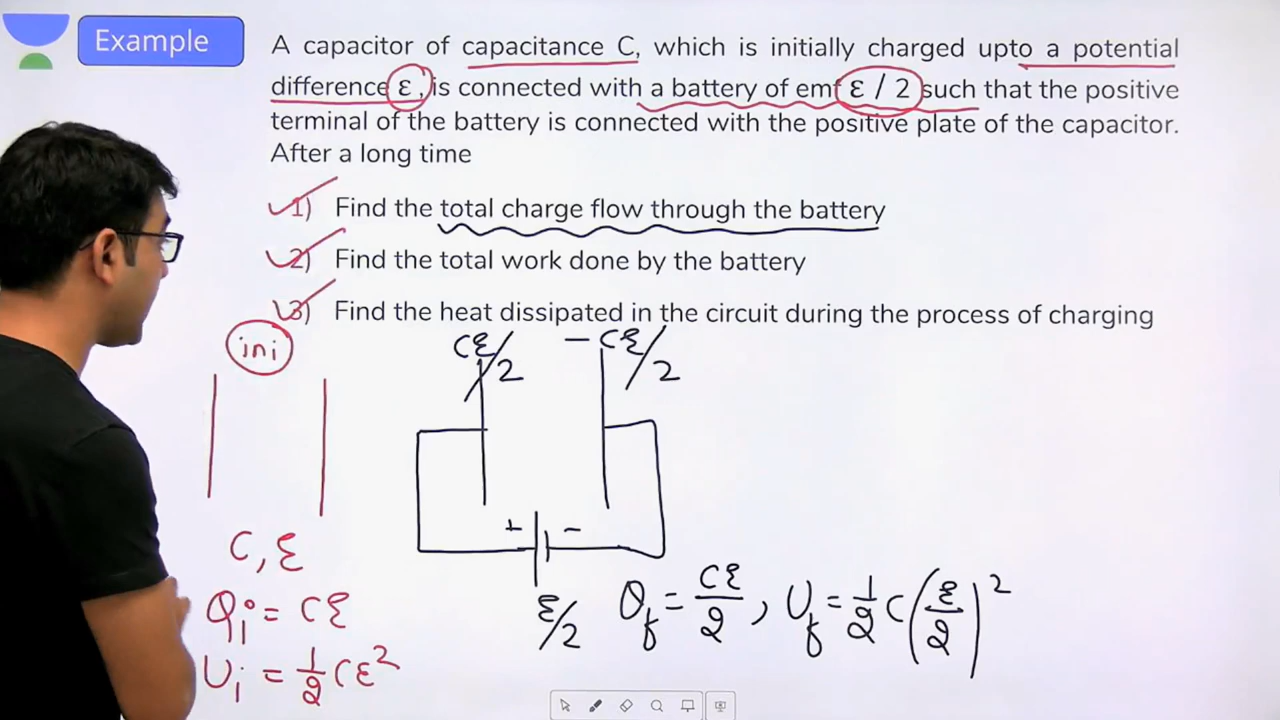 Example
A capacitor of capacitance C, which is initially charged upto a potential
difference ε, is connected with a battery of emf ε / 2 such that the positive
terminal of the battery is connected with the positive plate of the capacitor.
After a long time
1) Find the total charge flow through the battery
2) Find the total work done by the battery
3) Find the heat dissipated in the circuit during the process of charging
ini
Cε/2 -Cε/2
+ -
C, ε
ε/2
Qi = Cε
Qf = Cε/2, Uf = 1/2 C(ε/2)^2
Ui = 1/2 Cε^2